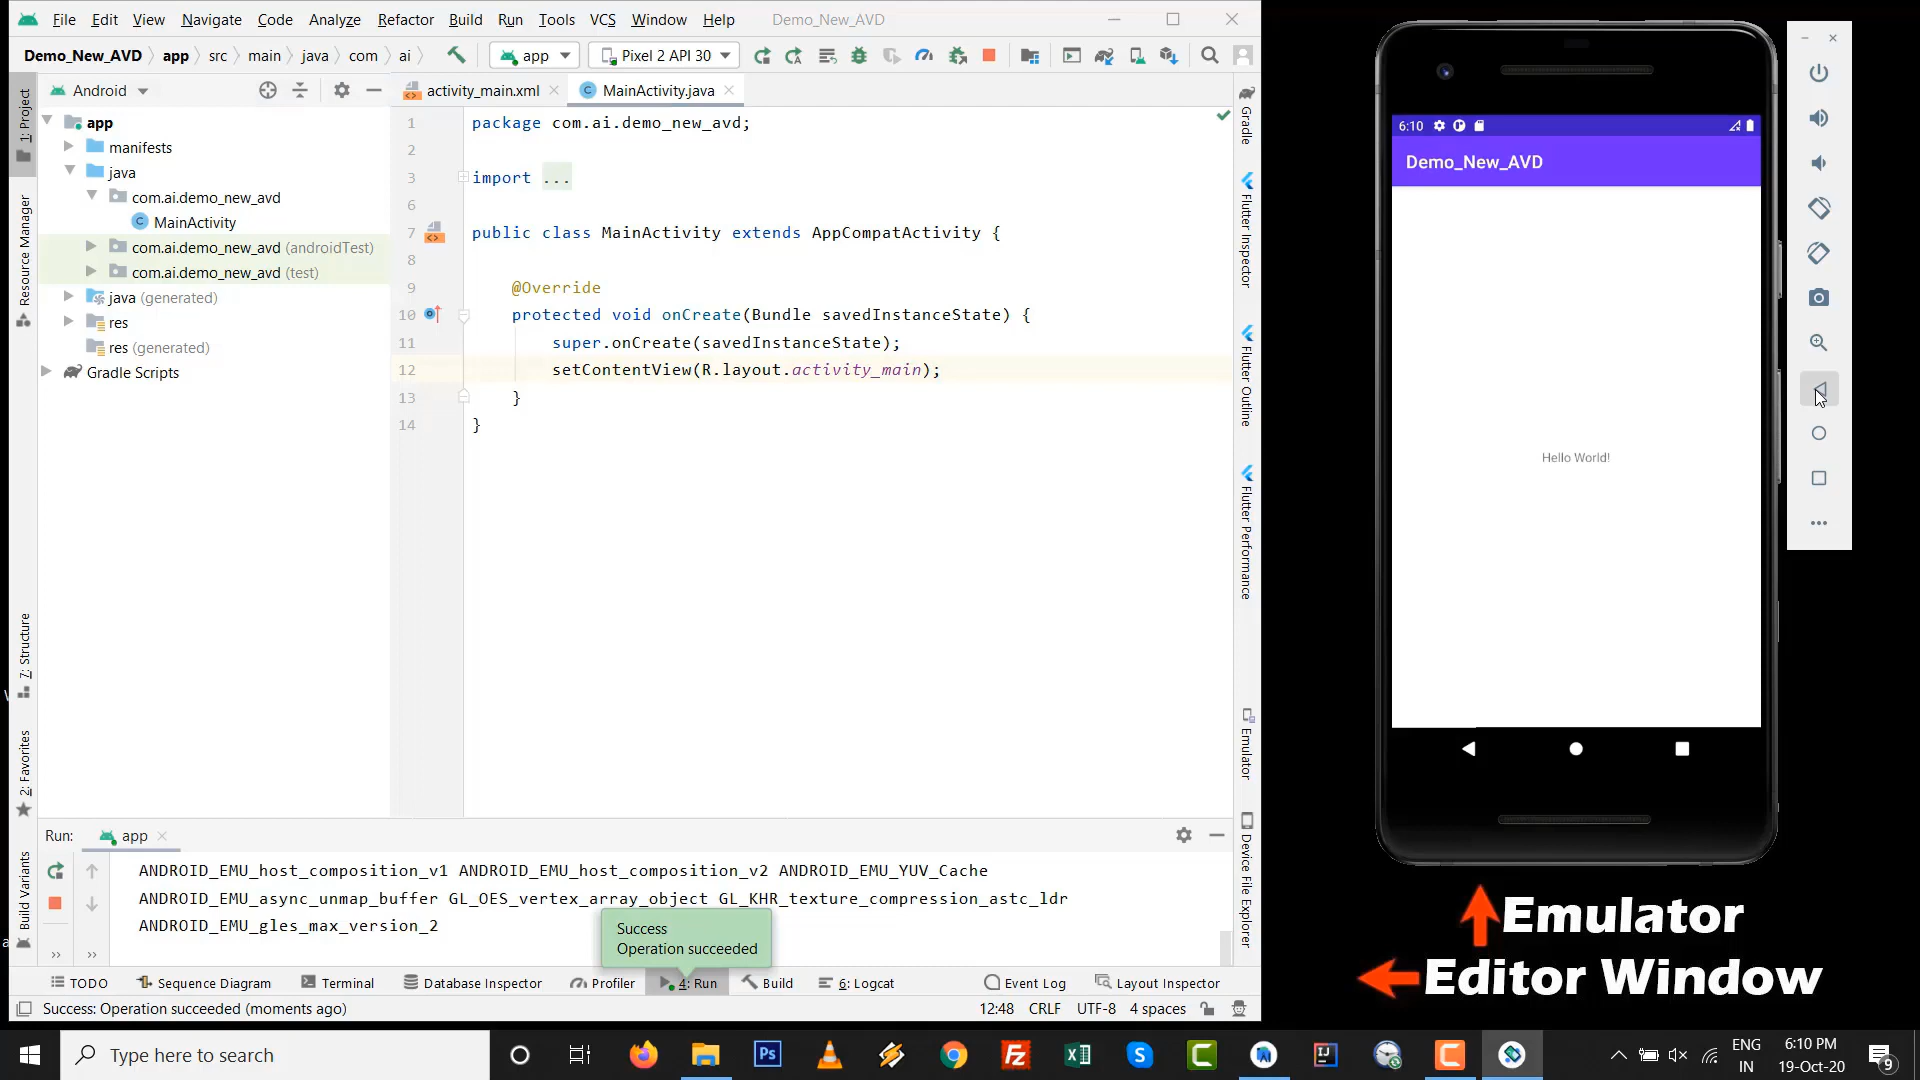 File Edit View Navigate Code Analyze Refactor Build Run Tools VCS Window Help Demo_New_AVD
Demo_New_AVD app src main java com ai app Pixel 2 API 30
Android
activity_main.xml MainActivity.java
1: Project
Resource Manager
7: Structure
2: Favorites
Build Variants
app
manifests
java
com.ai.demo_new_avd
MainActivity
com.ai.demo_new_avd (androidTest)
com.ai.demo_new_avd (test)
java (generated)
res
res (generated)
Gradle Scripts
1 package com.ai.demo_new_avd;
2
3 import ...
6
7 public class MainActivity extends AppCompatActivity {
8
9 @Override
10 protected void onCreate(Bundle savedInstanceState) {
11 super.onCreate(savedInstanceState);
12 setContentView(R.layout.activity_main);
13 }
14 }
Gradle
Flutter Inspector
Flutter Outline
Flutter Performance
Emulator
Device File Explorer
Run: app
ANDROID_EMU_host_composition_v1 ANDROID_EMU_host_composition_v2 ANDROID_EMU_YUV_Cache
ANDROID_EMU_async_unmap_buffer GL_OES_vertex_array_object GL_KHR_texture_compression_astc_ldr
ANDROID_EMU_gles_max_version_2
Success
Operation succeeded
TODO Sequence Diagram Terminal Database Inspector Profiler 4: Run Build 6: Logcat Event Log Layout Inspector
Success: Operation succeeded (moments ago) 12:48 CRLF UTF-8 4 spaces
6:10
Demo_New_AVD
Hello World!
Emulator
Editor Window
Type here to search
Ps
ENG
IN
6:10 PM
19-Oct-20
9